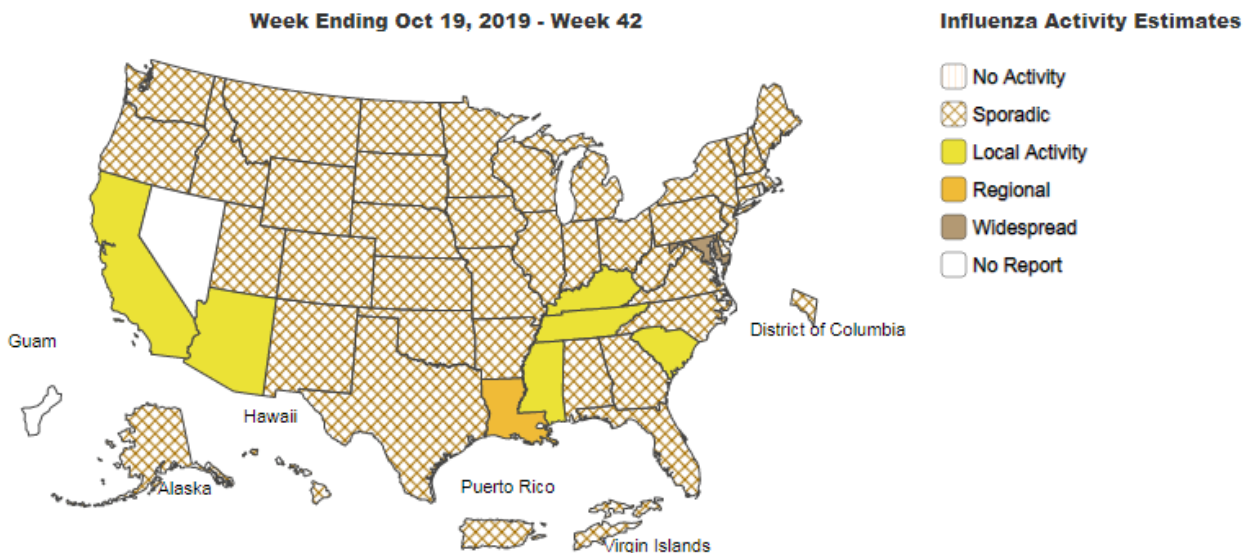 Week Ending Oct 19, 2019 - Week 42
Influenza Activity Estimates
No Activity
Sporadic
Local Activity
Regional
Widespread
No Report
District of Columbia
Guam
Hawaii
Alaska
Puerto Rico
Virgin Islands